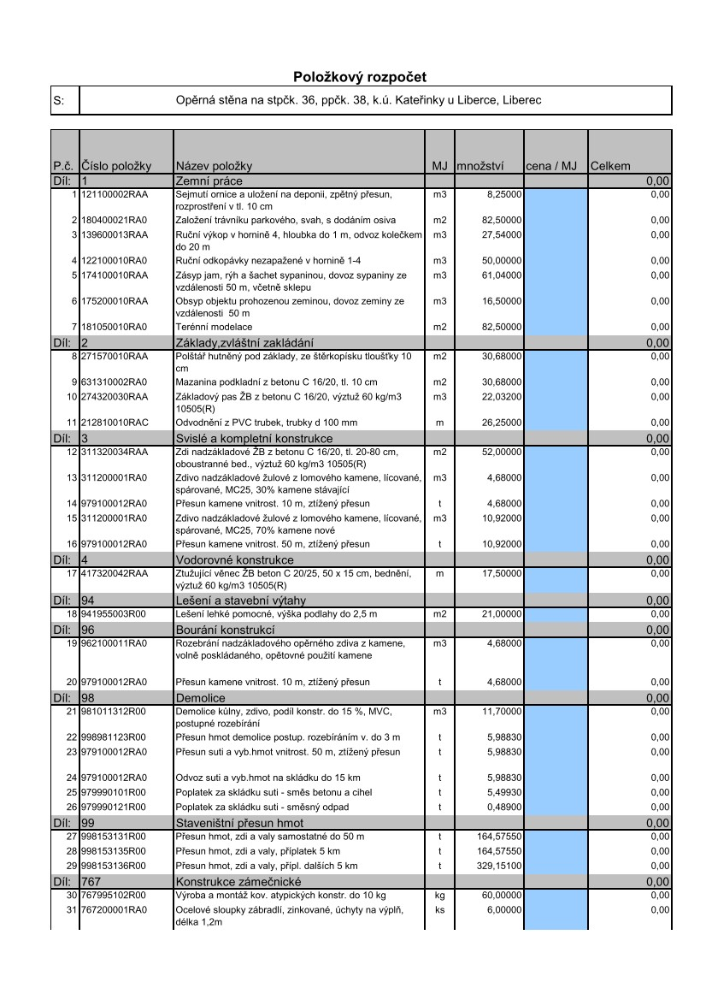 Položkový rozpočet
S: Opěrná stěna na stpčk. 36, ppčk. 38, k.ú. Kateřinky u Liberce, Liberec
P.č. Číslo položky Název položky MJ množství cena / MJ Celkem
Díl: 1 Zemní práce 0,00
1 121100002RAA Sejmutí ornice a uložení na deponii, zpětný přesun, m3 8,25000 0,00
rozprostření v tl. 10 cm
2 180400021RA0 Založení trávníku parkového, svah, s dodáním osiva m2 82,50000 0,00
3 139600013RAA Ruční výkop v hornině 4, hloubka do 1 m, odvoz kolečkem m3 27,54000 0,00
do 20 m
4 122100010RA0 Ruční odkopávky nezapažené v hornině 1-4 m3 50,00000 0,00
5 174100010RAA Zásyp jam, rýh a šachet sypaninou, dovoz sypaniny ze m3 61,04000 0,00
vzdálenosti 50 m, včetně sklepu
6 175200010RAA Obsyp objektu prohozenou zeminou, dovoz zeminy ze m3 16,50000 0,00
vzdálenosti 50 m
7 181050010RA0 Terénní modelace m2 82,50000 0,00
Díl: 2 Základy,zvláštní zakládání 0,00
8 271570010RAA Polštář hutněný pod základy, ze štěrkopísku tloušťky 10 m2 30,68000 0,00
cm
9 631310002RA0 Mazanina podkladní z betonu C 16/20, tl. 10 cm m2 30,68000 0,00
10 274320030RAA Základový pas ŽB z betonu C 16/20, výztuž 60 kg/m3 m3 22,03200 0,00
10505(R)
11 212810010RAC Odvodnění z PVC trubek, trubky d 100 mm m 26,25000 0,00
Díl: 3 Svislé a kompletní konstrukce 0,00
12 311320034RAA Zdi nadzákladové ŽB z betonu C 16/20, tl. 20-80 cm, m2 52,00000 0,00
oboustranné bed., výztuž 60 kg/m3 10505(R)
13 311200001RA0 Zdivo nadzákladové žulové z lomového kamene, lícované, m3 4,68000 0,00
spárované, MC25, 30% kamene stávající
14 979100012RA0 Přesun kamene vnitrost. 10 m, ztížený přesun t 4,68000 0,00
15 311200001RA0 Zdivo nadzákladové žulové z lomového kamene, lícované, m3 10,92000 0,00
spárované, MC25, 70% kamene nové
16 979100012RA0 Přesun kamene vnitrost. 50 m, ztížený přesun t 10,92000 0,00
Díl: 4 Vodorovné konstrukce 0,00
17 417320042RAA Ztužující věnec ŽB beton C 20/25, 50 x 15 cm, bednění, m 17,50000 0,00
výztuž 60 kg/m3 10505(R)
Díl: 94 Lešení a stavební výtahy 0,00
18 941955003R00 Lešení lehké pomocné, výška podlahy do 2,5 m m2 21,00000 0,00
Díl: 96 Bourání konstrukcí 0,00
19 962100011RA0 Rozebrání nadzákladového opěrného zdiva z kamene, m3 4,68000 0,00
volně poskládaného, opětovné použití kamene
20 979100012RA0 Přesun kamene vnitrost. 10 m, ztížený přesun t 4,68000 0,00
Díl: 98 Demolice 0,00
21 981011312R00 Demolice kůlny, zdivo, podíl konstr. do 15 %, MVC, m3 11,70000 0,00
postupné rozebírání
22 998981123R00 Přesun hmot demolice postup. rozebíráním v. do 3 m t 5,98830 0,00
23 979100012RA0 Přesun suti a vyb.hmot vnitrost. 50 m, ztížený přesun t 5,98830 0,00
24 979100012RA0 Odvoz suti a vyb.hmot na skládku do 15 km t 5,98830 0,00
25 979990101R00 Poplatek za skládku suti - směs betonu a cihel t 5,49930 0,00
26 979990121R00 Poplatek za skládku suti - směsný odpad t 0,48900 0,00
Díl: 99 Staveništní přesun hmot 0,00
27 998153131R00 Přesun hmot, zdi a valy samostatné do 50 m t 164,57550 0,00
28 998153135R00 Přesun hmot, zdi a valy, příplatek 5 km t 164,57550 0,00
29 998153136R00 Přesun hmot, zdi a valy, přípl. dalších 5 km t 329,15100 0,00
Díl: 767 Konstrukce zámečnické 0,00
30 767995102R00 Výroba a montáž kov. atypických konstr. do 10 kg kg 60,00000 0,00
31 767200001RA0 Ocelové sloupky zábradlí, zinkované, úchyty na výplň, ks 6,00000 0,00
délka 1,2m